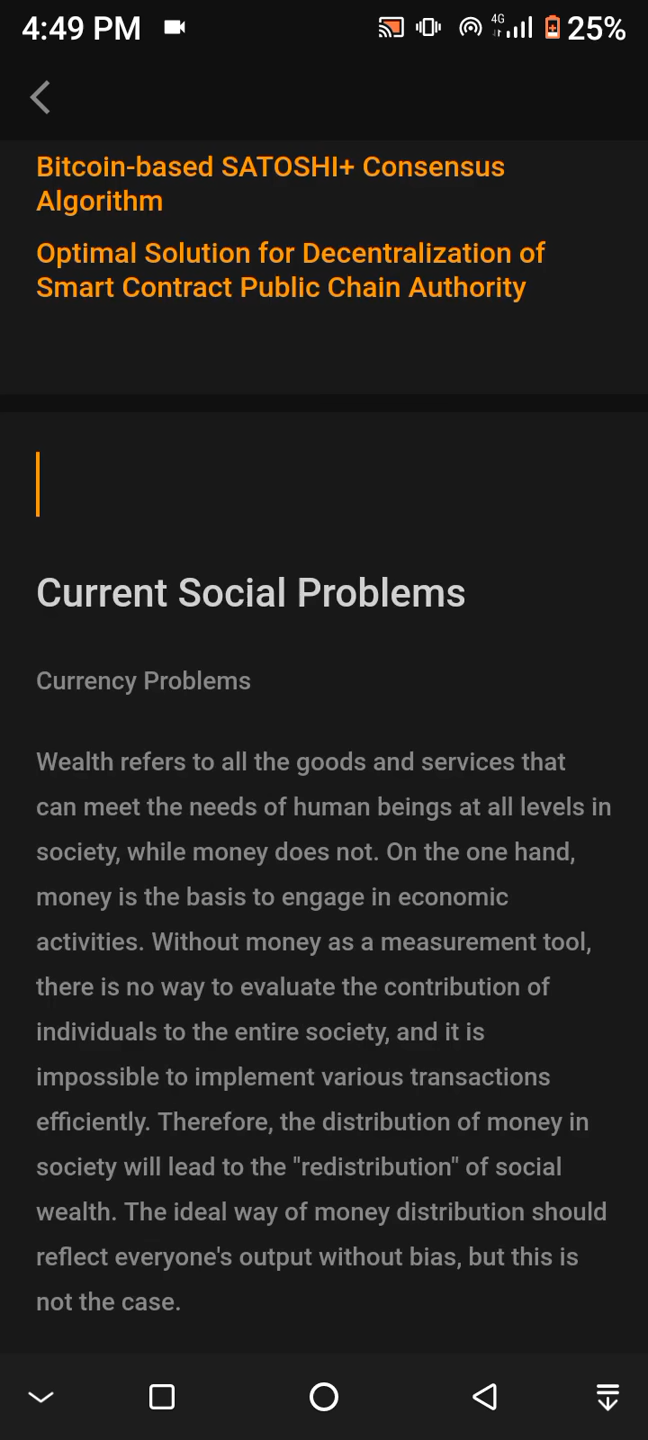 4:49 PM 4G 25%
Bitcoin-based SATOSHI+ Consensus
Algorithm
Optimal Solution for Decentralization of
Smart Contract Public Chain Authority
Current Social Problems
Currency Problems
Wealth refers to all the goods and services that
can meet the needs of human beings at all levels in
society, while money does not. On the one hand,
money is the basis to engage in economic
activities. Without money as a measurement tool,
there is no way to evaluate the contribution of
individuals to the entire society, and it is
impossible to implement various transactions
efficiently. Therefore, the distribution of money in
society will lead to the "redistribution" of social
wealth. The ideal way of money distribution should
reflect everyone's output without bias, but this is
not the case.